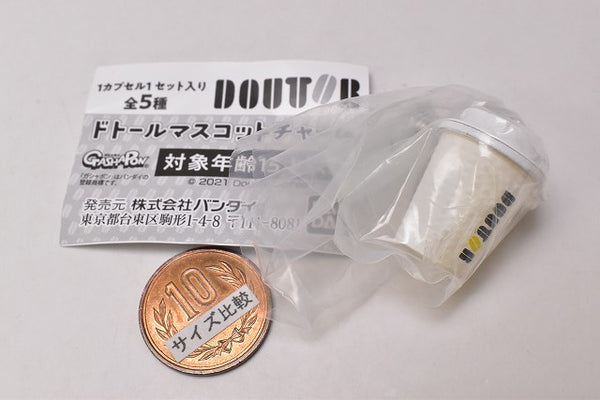 1カプセル1セット入り
全5種
DOUTOR
ドトールマスコット
GASHAPON
「ガシャポン」はバンダイの
登録商標です。
対象年齢15
© 2021 Dou
発売元 株式会社バンダイ
東京都台東区駒形1-4-8 〒111-8081
10
サイズ比較